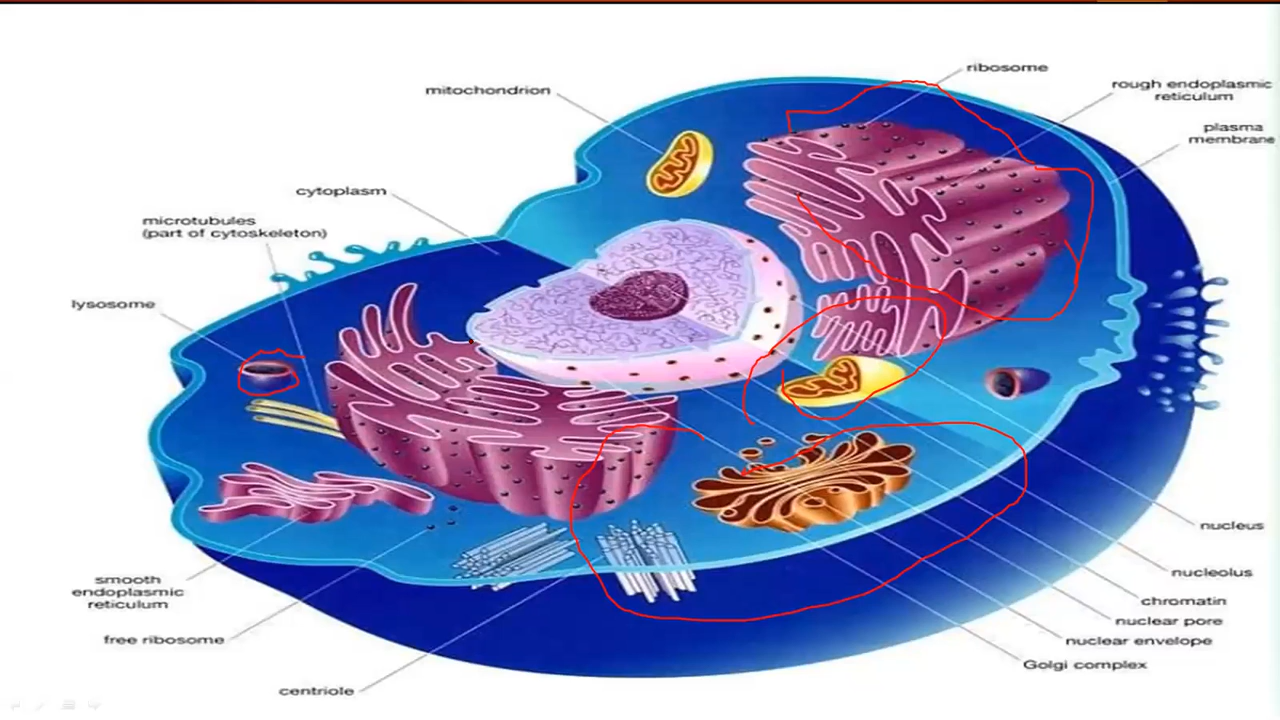 ribosome
mitochondrion
rough endoplasmic
reticulum
plasma
membrane
cytoplasm
microtubules
(part of cytoskeleton)
lysosome
nucleus
nucleolus
smooth
endoplasmic
reticulum
chromatin
nuclear pore
free ribosome
nuclear envelope
Golgi complex
centriole